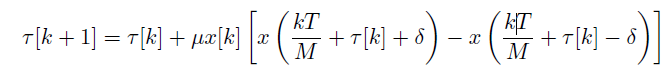 τ[k + 1] = τ[k] + μx[k] [ x ( kT/M + τ[k] + δ ) − x ( kT/M + τ[k] − δ ) ]